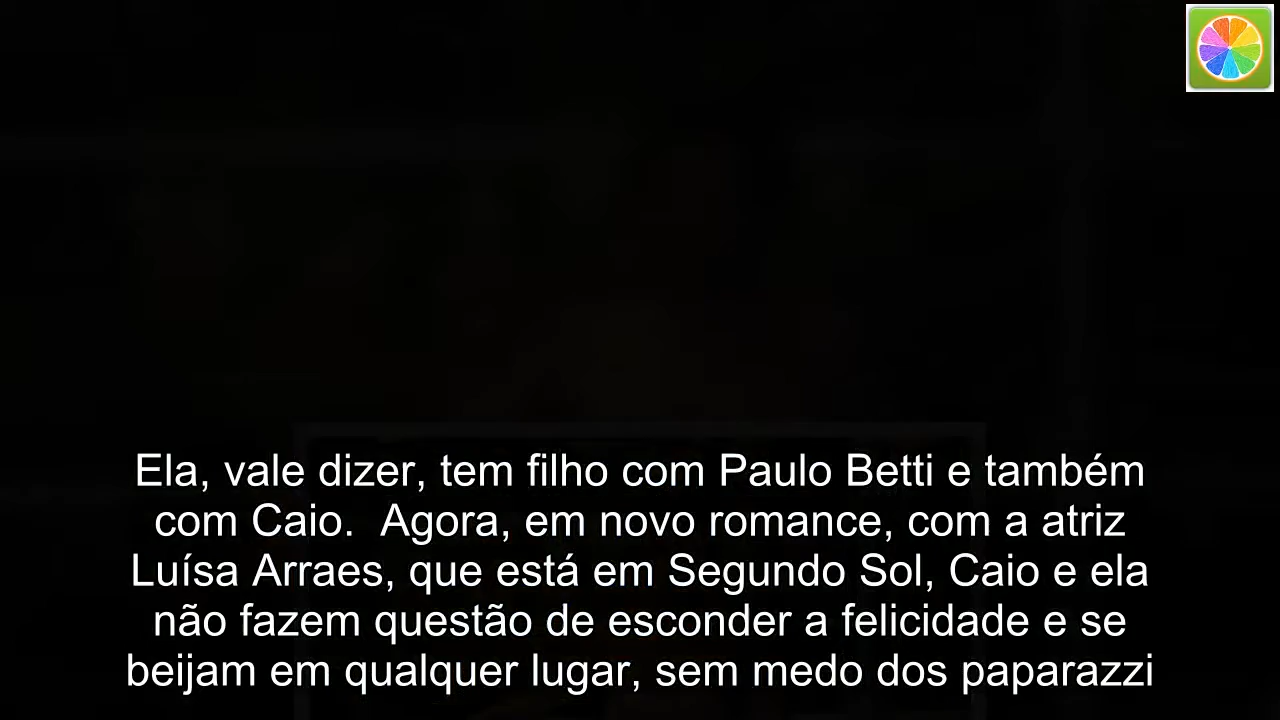 Ela, vale dizer, tem filho com Paulo Betti e também
com Caio.  Agora, em novo romance, com a atriz
Luísa Arraes, que está em Segundo Sol, Caio e ela
não fazem questão de esconder a felicidade e se
beijam em qualquer lugar, sem medo dos paparazzi